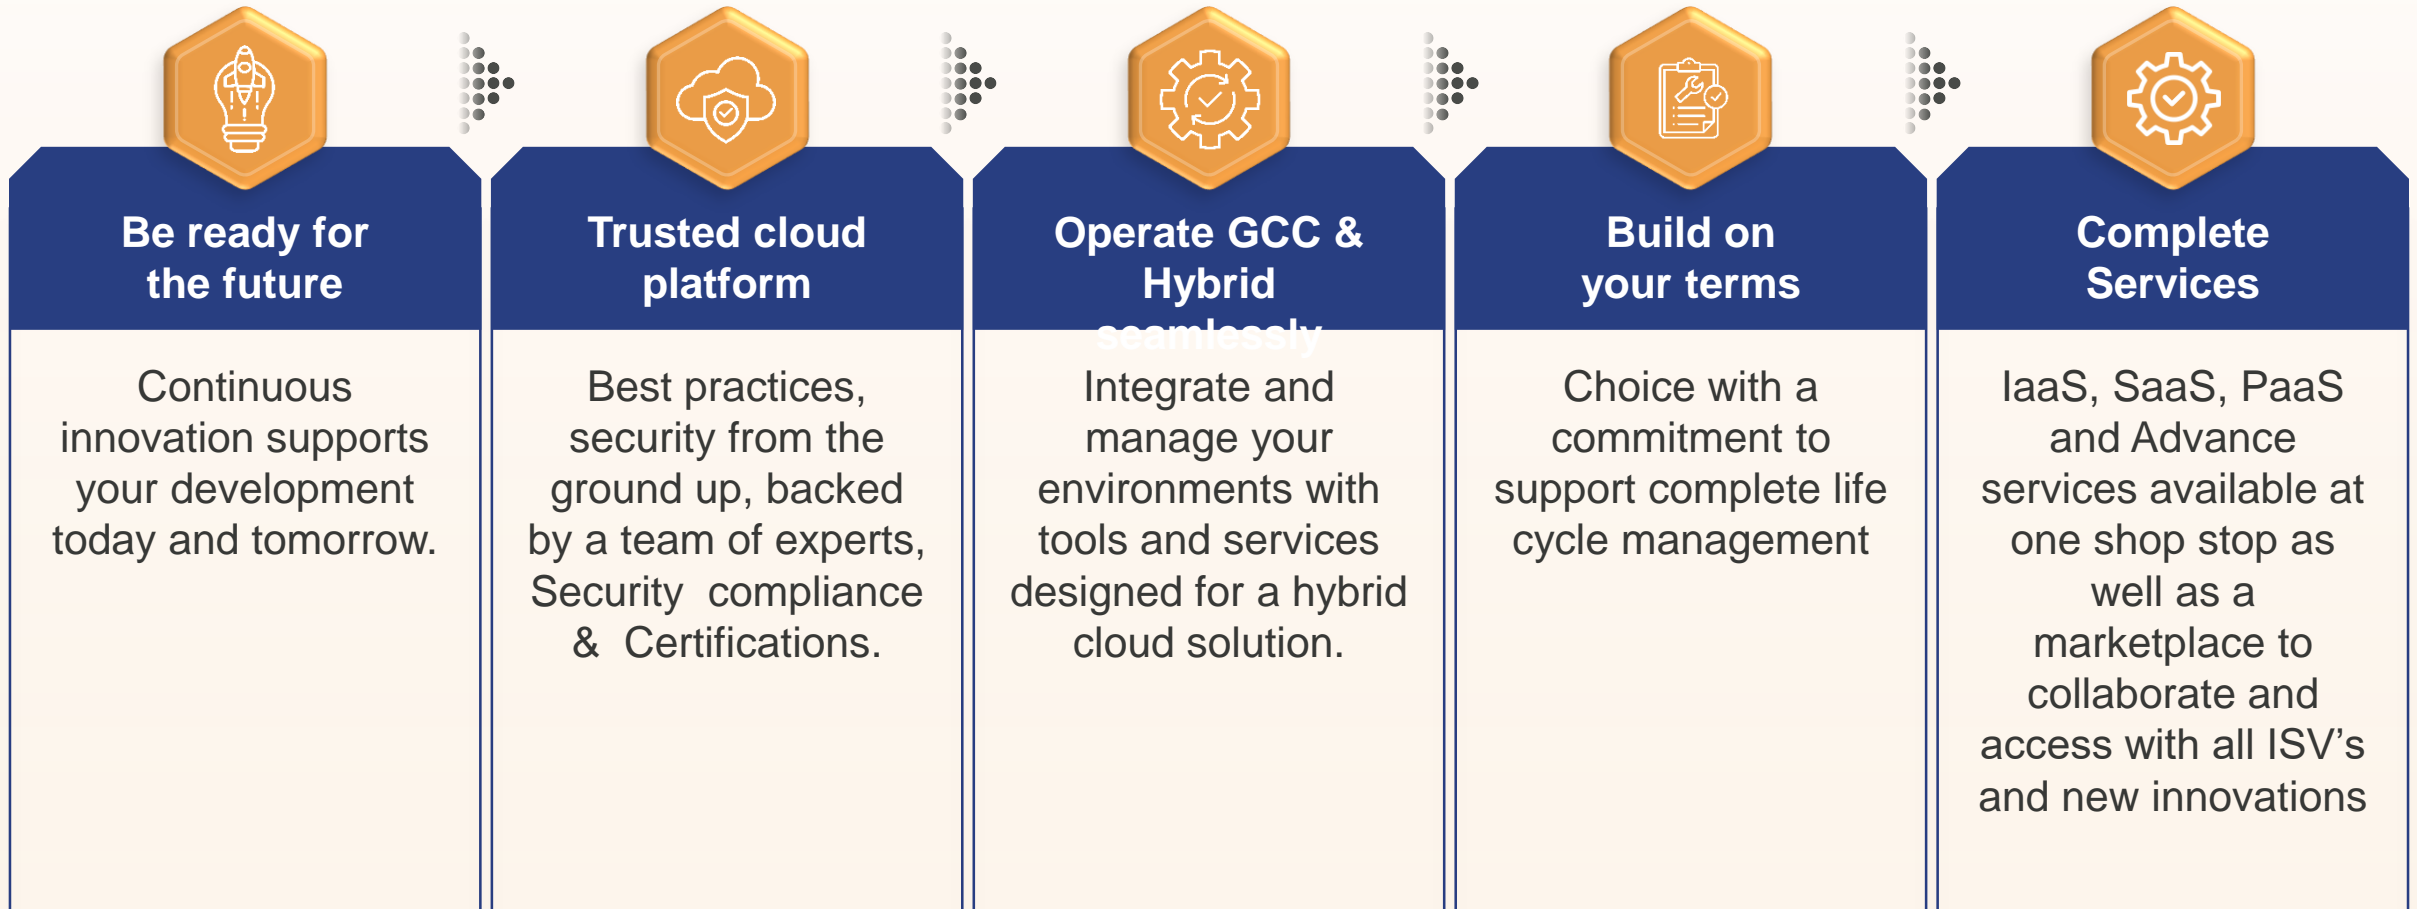 Be ready for
the future
Continuous
innovation supports
your development
today and tomorrow.
Trusted cloud
platform
Best practices,
security from the
ground up, backed
by a team of experts,
Security  compliance
&  Certifications.
Operate GCC &
Hybrid
seamlessly
Integrate and
manage your
environments with
tools and services
designed for a hybrid
cloud solution.
Build on
your terms
Choice with a
commitment to
support complete life
cycle management
Complete
Services
IaaS, SaaS, PaaS
and Advance
services available at
one shop stop as
well as a
marketplace to
collaborate and
access with all ISV’s
and new innovations